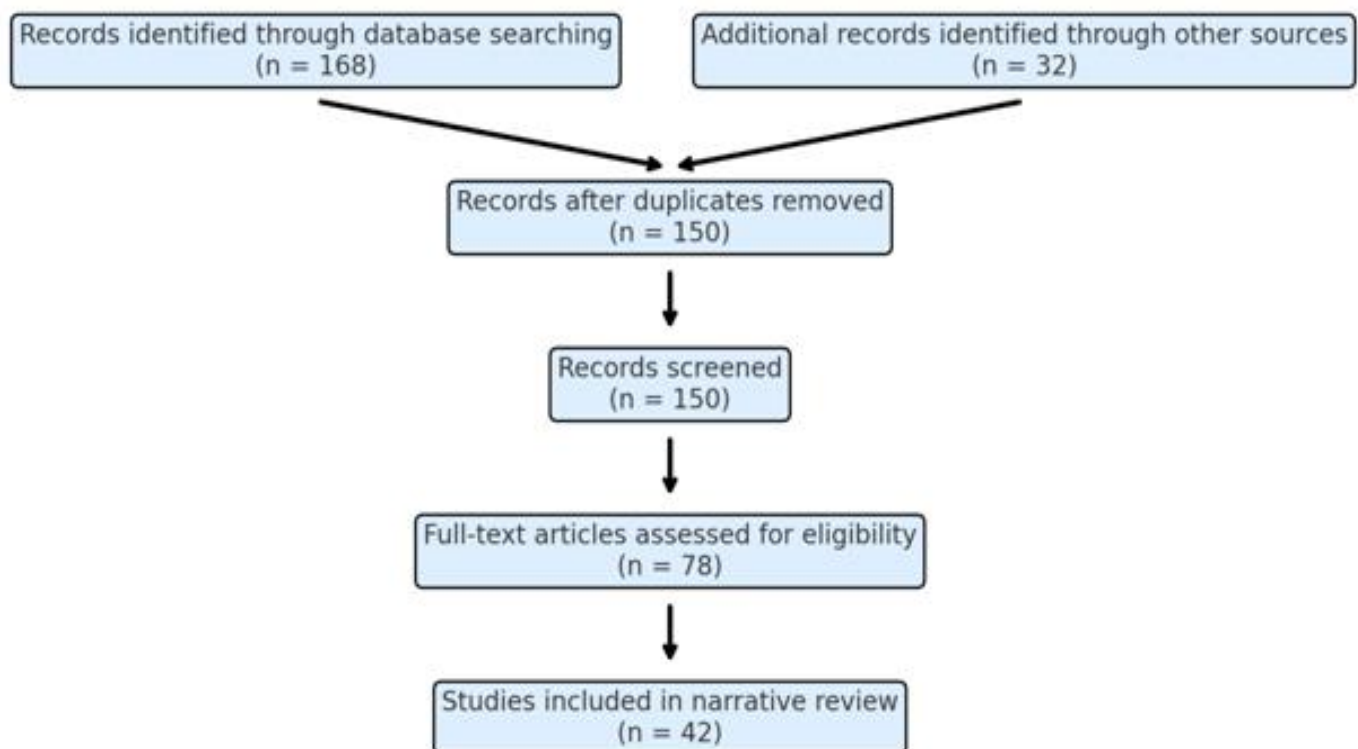 Records identified through database searching
(n = 168)
Additional records identified through other sources
(n = 32)
Records after duplicates removed
(n = 150)
Records screened
(n = 150)
Full-text articles assessed for eligibility
(n = 78)
Studies included in narrative review
(n = 42)